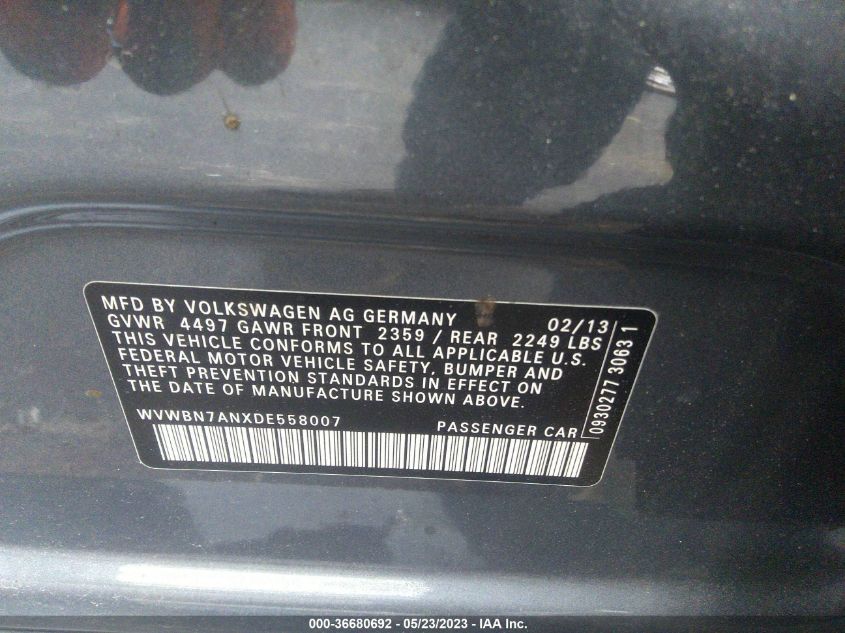 MFD BY VOLKSWAGEN AG GERMANY 02/13
GVWR 4497 GAWR FRONT 2359 / REAR 2249 LBS
THIS VEHICLE CONFORMS TO ALL APPLICABLE U.S.
FEDERAL MOTOR VEHICLE SAFETY, BUMPER AND
THEFT PREVENTION STANDARDS IN EFFECT ON
THE DATE OF MANUFACTURE SHOWN ABOVE.
WVWBN7ANXDE558007 PASSENGER CAR
0930277 3063 1
000-36680692 - 05/23/2023 - IAA Inc.